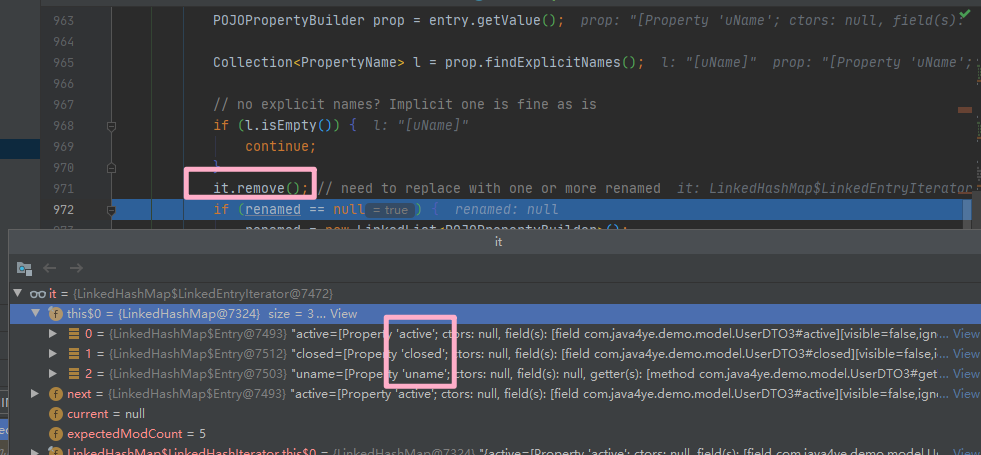 963 POJOPropertyBuilder prop = entry.getValue(); prop: "[Property 'uName'; ctors: null, field(s):
964
965 Collection<PropertyName> l = prop.findExplicitNames(); l: "[uName]" prop: "[Property 'uName';
966
967 // no explicit names? Implicit one is fine as is
968 if (l.isEmpty()) { l: "[uName]"
969 continue;
970 }
971 it.remove(); // need to replace with one or more renamed it: LinkedHashMap$LinkedEntryIterator
972 if (renamed == null = true ) { renamed: null
renamed = new LinkedList<POJOPropertyBuilder>();
it
it = {LinkedHashMap$LinkedEntryIterator@7472}
this$0 = {LinkedHashMap@7324} size = 3 ... View
0 = {LinkedHashMap$Entry@7493} "active=[Property 'active'; ctors: null, field(s): [field com.java4ye.demo.model.UserDTO3#active][visible=false,ign... View
1 = {LinkedHashMap$Entry@7512} "closed=[Property 'closed'; ctors: null, field(s): [field com.java4ye.demo.model.UserDTO3#closed][visible=false,ig... View
2 = {LinkedHashMap$Entry@7503} "uname=[Property 'uname'; ctors: null, field(s): null, getter(s): [method com.java4ye.demo.model.UserDTO3#get... View
next = {LinkedHashMap$Entry@7493} "active=[Property 'active'; ctors: null, field(s): [field com.java4ye.demo.model.UserDTO3#active][visible=false,ignor... View
current = null
expectedModCount = 5
LinkedHashMap$LinkedHashIterator.this$0 = {LinkedHashMap@7324} "{active=[Property 'active'; ctors: null, field(s): [field com.java4ye.demo.model.U... View